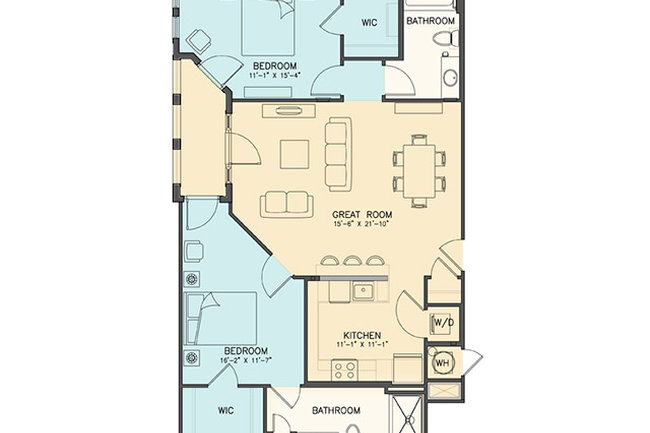 WIC
BATHROOM
BEDROOM
11'-1" X 15'-4"
GREAT ROOM
15'-6" X 21'-10"
W/D
KITCHEN
11'-1" X 11'-1"
BEDROOM
16'-2" X 11'-7"
WH
WIC
BATHROOM